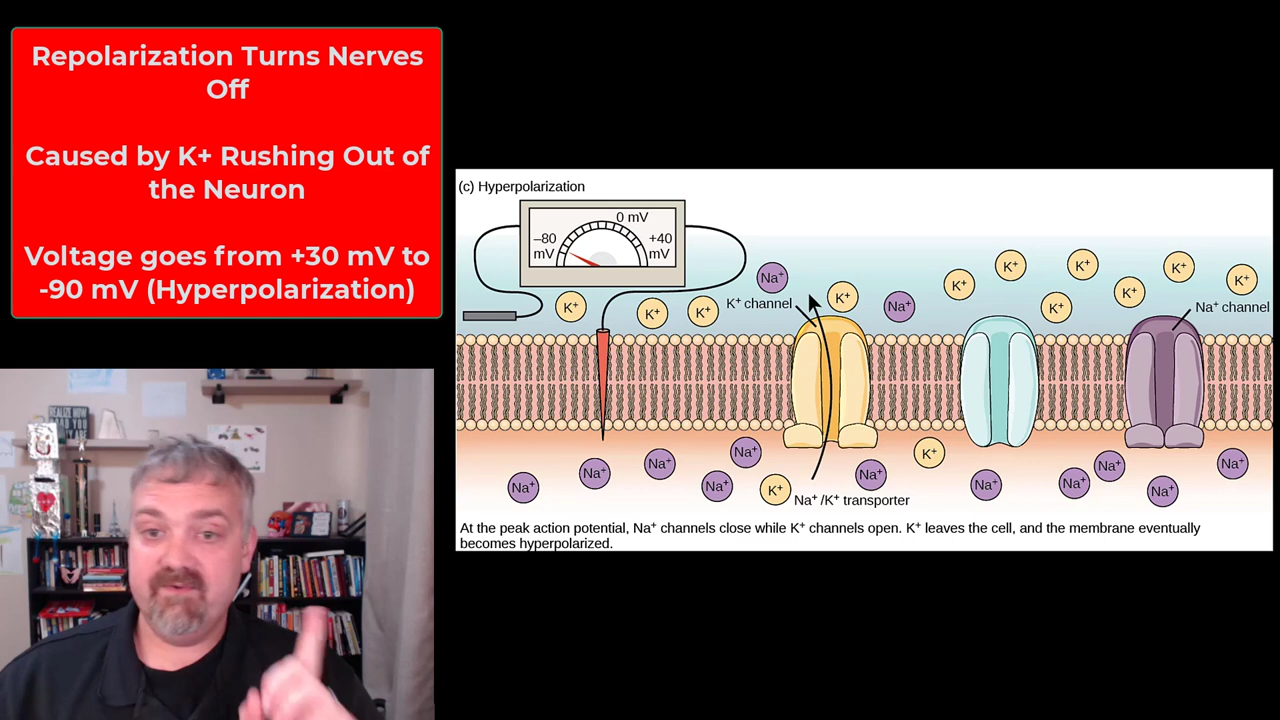 Repolarization Turns Nerves
Off
Caused by K+ Rushing Out of
the Neuron
Voltage goes from +30 mV to
-90 mV (Hyperpolarization)
(c) Hyperpolarization
0 mV
–80
mV
+40
mV
Na⁺
K⁺ channel
K⁺
K⁺
K⁺
K⁺
Na⁺
K⁺
K⁺
K⁺
K⁺
K⁺
K⁺
K⁺
Na⁺ channel
Na⁺
Na⁺
Na⁺
Na⁺
Na⁺
K⁺
Na⁺
K⁺
Na⁺
Na⁺
Na⁺
Na⁺
Na⁺
Na⁺/K⁺ transporter
At the peak action potential, Na⁺ channels close while K⁺ channels open. K⁺ leaves the cell, and the membrane eventually
becomes hyperpolarized.
REALIZE HOW